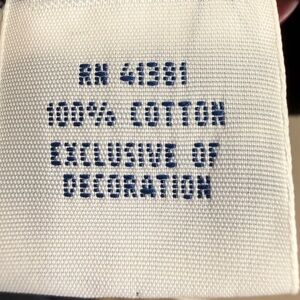 RN 41381
100% COTTON
EXCLUSIVE OF
DECORATION